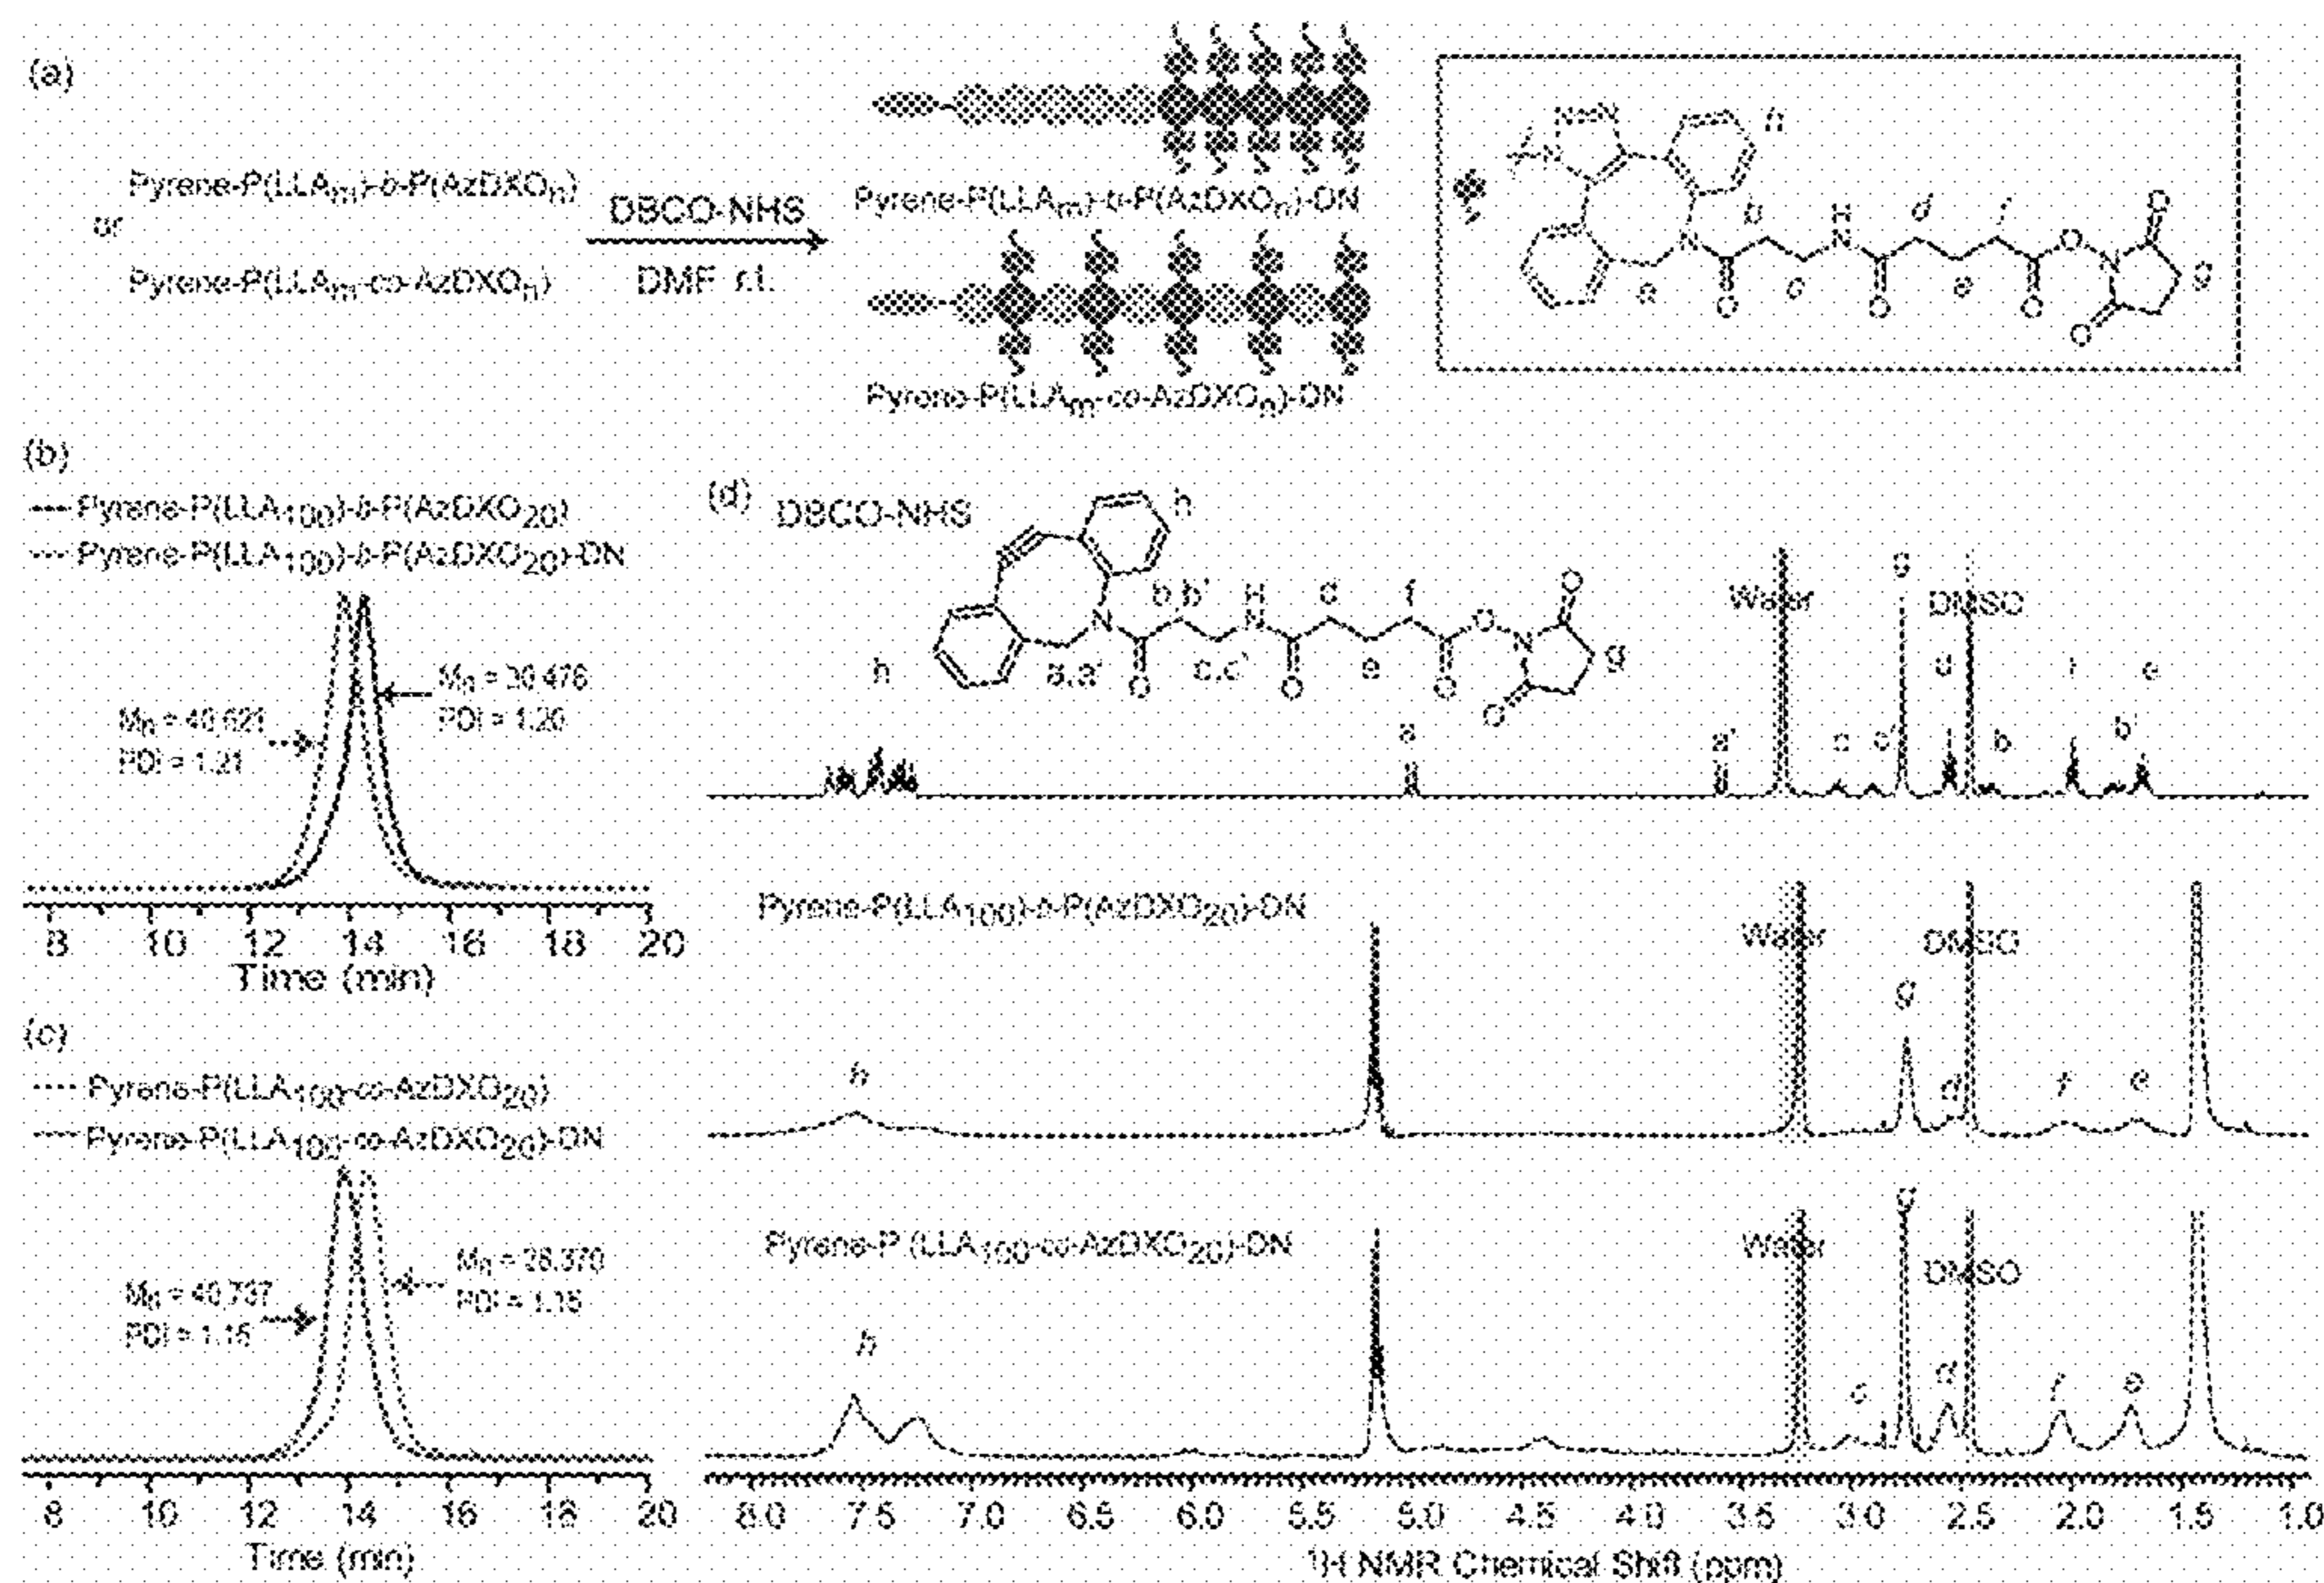 (a)
Pyrene-P(LLAm)-b-P(AzDXOn)
or
Pyrene-P(LLAm-co-AzDXOn)
DBCO-NHS
DMF r.t.
Pyrene-P(LLAm)-b-P(AzDXOn)-DN
Pyrene-P(LLAm-co-AzDXOn)-DN
N=N
N
h
N
a
b
O
c
H
N
O
d
e
f
O
O
N
O
O
g
(b)
Pyrene-P(LLA100)-b-P(AzDXO20)
Pyrene-P(LLA100)-b-P(AzDXO20)-DN
Mn = 40,621
PDI = 1.21
Mn = 30,476
PDI = 1.20
8 10 12 14 16 18 20
Time (min)
(c)
Pyrene-P(LLA100-co-AzDXO20)
Pyrene-P(LLA100-co-AzDXO20)-DN
Mn = 40,737
PDI = 1.16
PDI = 1.15
8 10 12 14 16 18 20
Time (min)
(d)
DBCO-NHS
h
h
N
a,a'
b,b'
O
c,c'
H
N
O
d
e
f
O
O
N
O
O
g
a
a'
Water
c
c'
g
d
DMSO
b
f
b'
e
Pyrene-P(LLA100)-b-P(AzDXO20)-DN
h
Water
g
d
DMSO
f
e
Pyrene-P (LLA100-co-AzDXO20)-DN
h
Water
c
g
d
DMSO
f
e
8.0 7.5 7.0 6.5 6.0 5.5 5.0 4.5 4.0 3.5 3.0 2.5 2.0 1.5 1.0
1H NMR Chemical Shift (ppm)